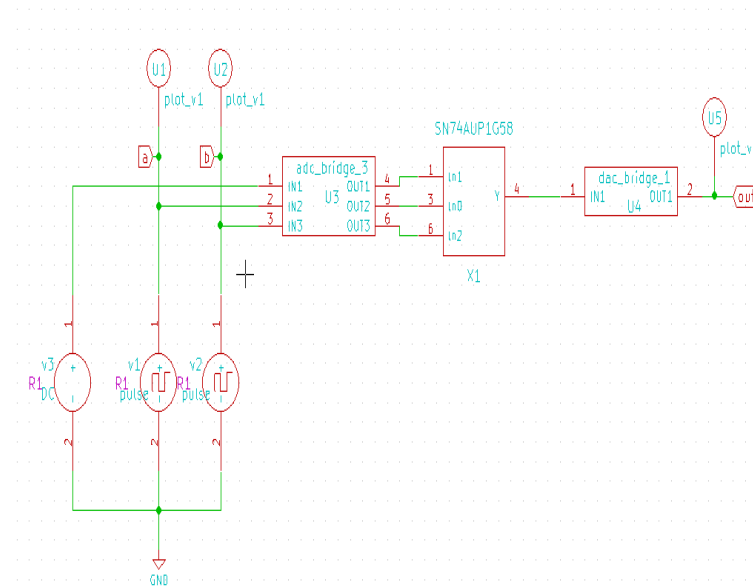 U1
U2
plot_v1
plot_v1
U5
plot_v
a
b
out
adc_bridge_3
U3
1
2
3
IN1
IN2
IN3
OUT1
OUT2
OUT3
4
5
6
SN74AUP1G58
1
3
6
In1
In0
In2
Y
4
X1
dac_bridge_1
1
IN1
OUT1
2
U4
1
1
1
v3
v1
v2
+
+
+
R1
R1
R1
DC
pulse
pulse
-
-
-
2
2
2
GND